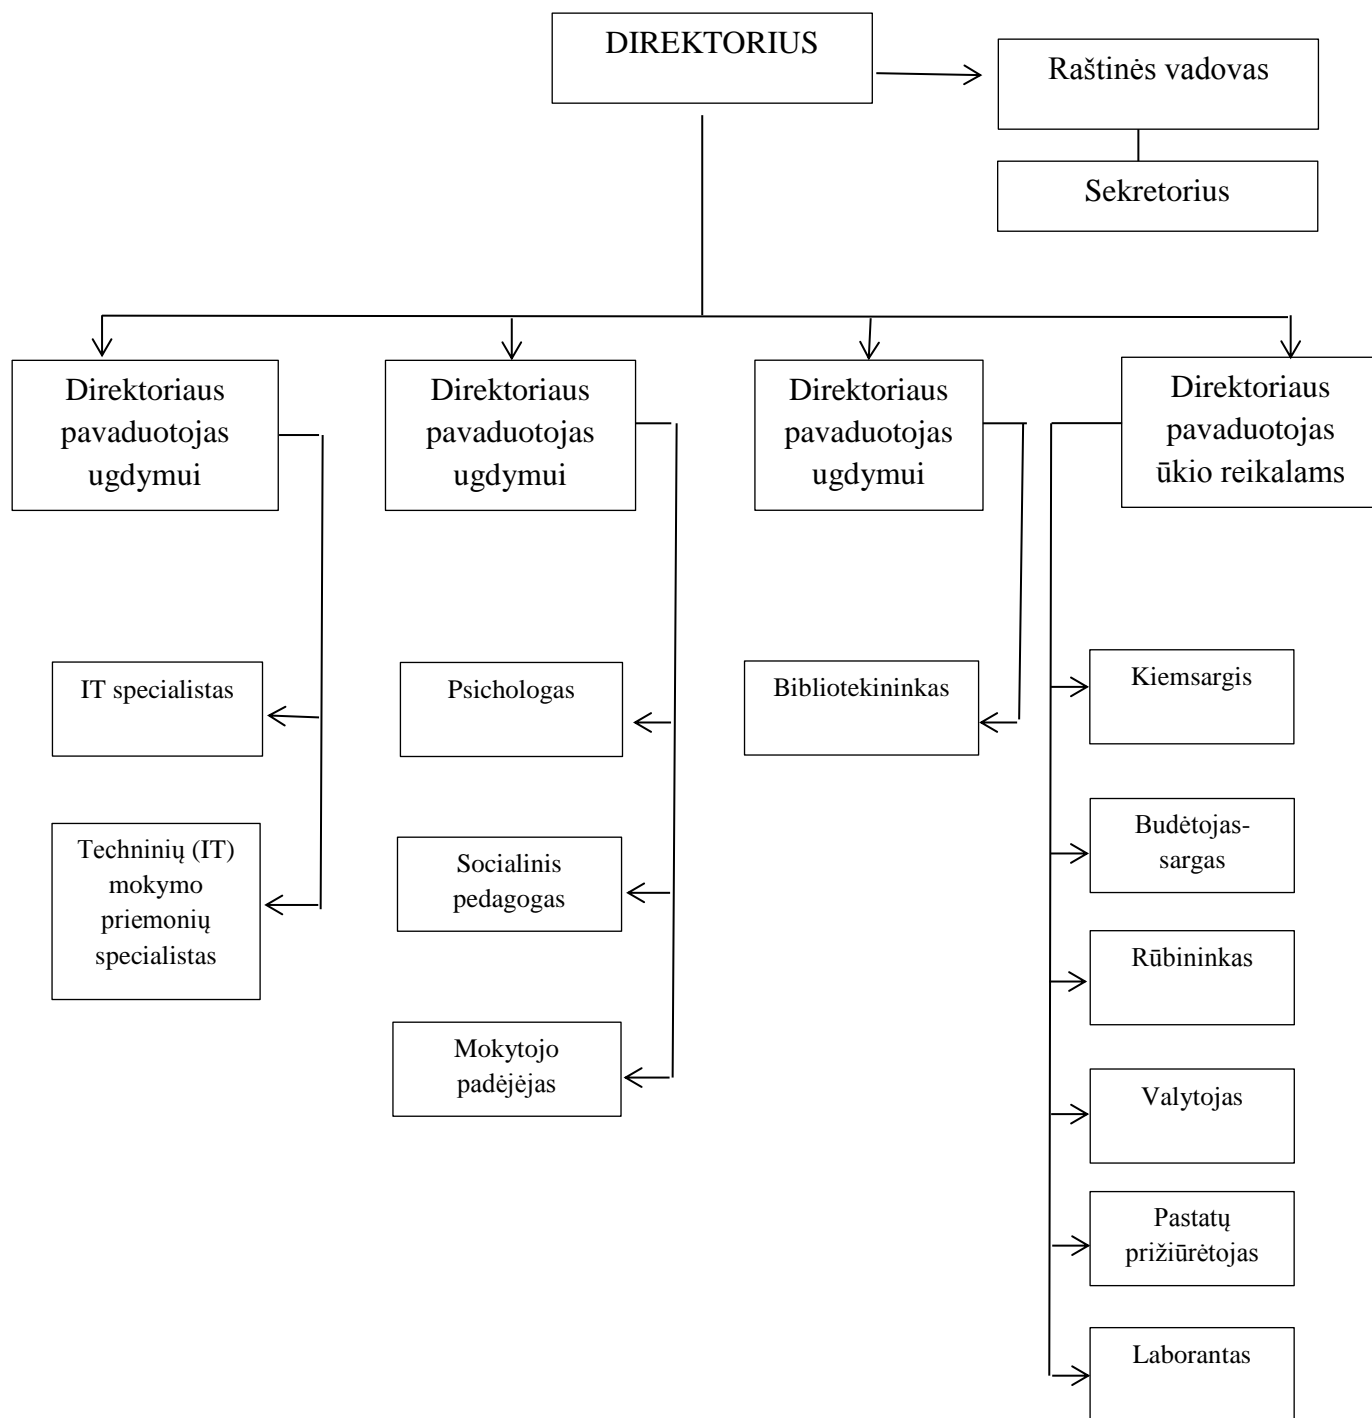 DIREKTORIUS
Raštinės vadovas
Sekretorius
Direktoriaus
pavaduotojas
ugdymui
Direktoriaus
pavaduotojas
ugdymui
Direktoriaus
pavaduotojas
ugdymui
Direktoriaus
pavaduotojas
ūkio reikalams
IT specialistas
Techninių (IT)
mokymo
priemonių
specialistas
Psichologas
Socialinis
pedagogas
Mokytojo
padėjėjas
Bibliotekininkas
Kiemsargis
Budėtojas-
sargas
Rūbininkas
Valytojas
Pastatų
prižiūrėtojas
Laborantas